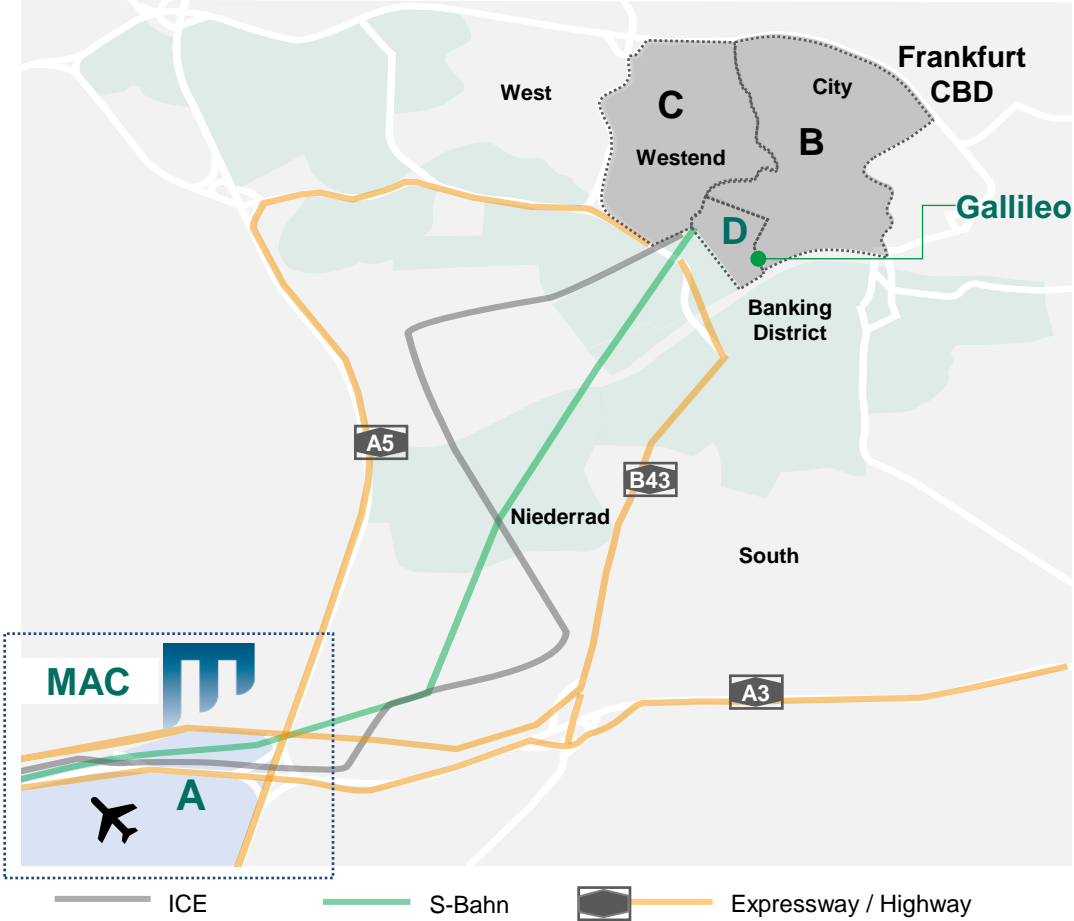 Frankfurt
CBD
West
City
C
B
Westend
Gallileo
D
Banking
District
A5
B43
Niederrad
South
MAC
A3
A
ICE
S-Bahn
Expressway / Highway